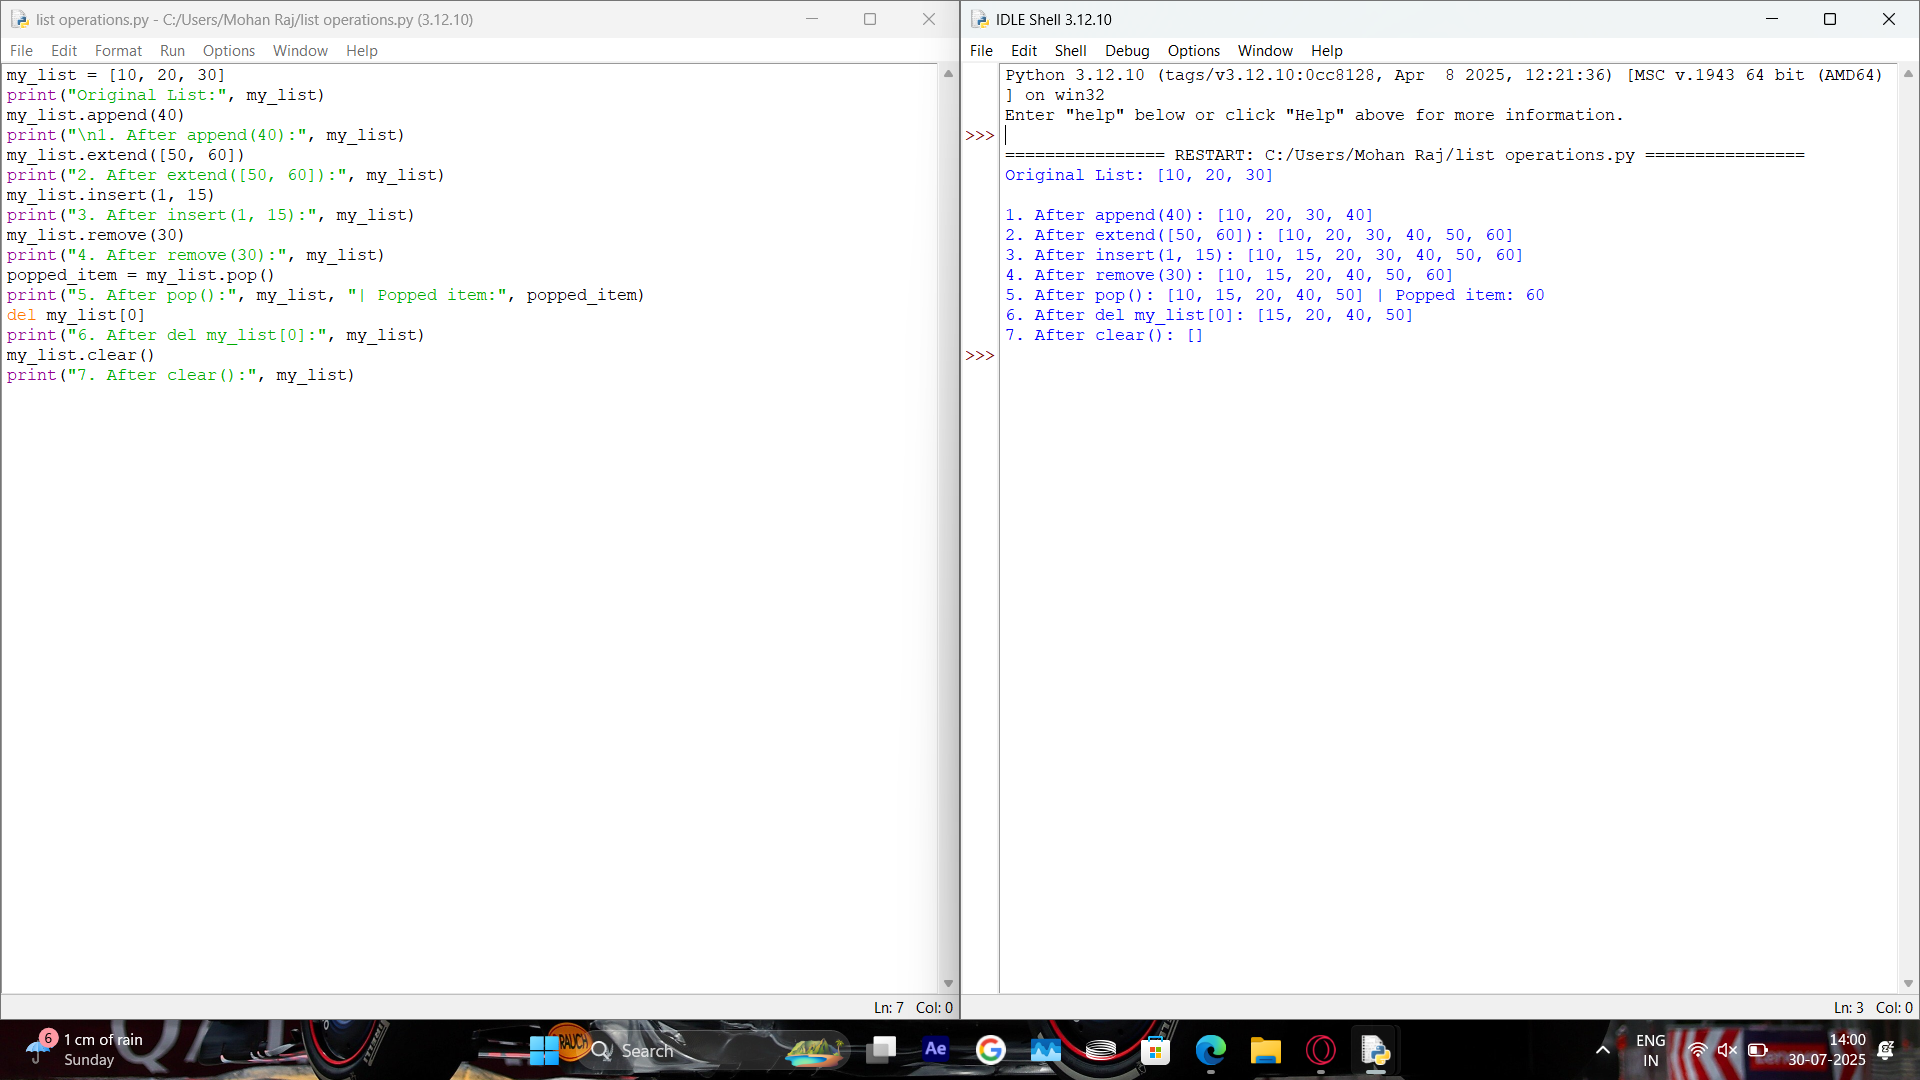 list operations.py - C:/Users/Mohan Raj/list operations.py (3.12.10)
File Edit Format Run Options Window Help
my_list = [10, 20, 30]
print("Original List:", my_list)
my_list.append(40)
print("\n1. After append(40):", my_list)
my_list.extend([50, 60])
print("2. After extend([50, 60]):", my_list)
my_list.insert(1, 15)
print("3. After insert(1, 15):", my_list)
my_list.remove(30)
print("4. After remove(30):", my_list)
popped_item = my_list.pop()
print("5. After pop():", my_list, "| Popped item:", popped_item)
del my_list[0]
print("6. After del my_list[0]:", my_list)
my_list.clear()
print("7. After clear():", my_list)
Ln: 7 Col: 0
IDLE Shell 3.12.10
File Edit Shell Debug Options Window Help
Python 3.12.10 (tags/v3.12.10:0cc8128, Apr  8 2025, 12:21:36) [MSC v.1943 64 bit (AMD64)
] on win32
Enter "help" below or click "Help" above for more information.
>>>
================ RESTART: C:/Users/Mohan Raj/list operations.py ================
Original List: [10, 20, 30]
1. After append(40): [10, 20, 30, 40]
2. After extend([50, 60]): [10, 20, 30, 40, 50, 60]
3. After insert(1, 15): [10, 15, 20, 30, 40, 50, 60]
4. After remove(30): [10, 15, 20, 40, 50, 60]
5. After pop(): [10, 15, 20, 40, 50] | Popped item: 60
6. After del my_list[0]: [15, 20, 40, 50]
7. After clear(): []
>>>
Ln: 3 Col: 0
6
1 cm of rain
Sunday
RAUCH
Search
Ae
ENG
IN
14:00
30-07-2025